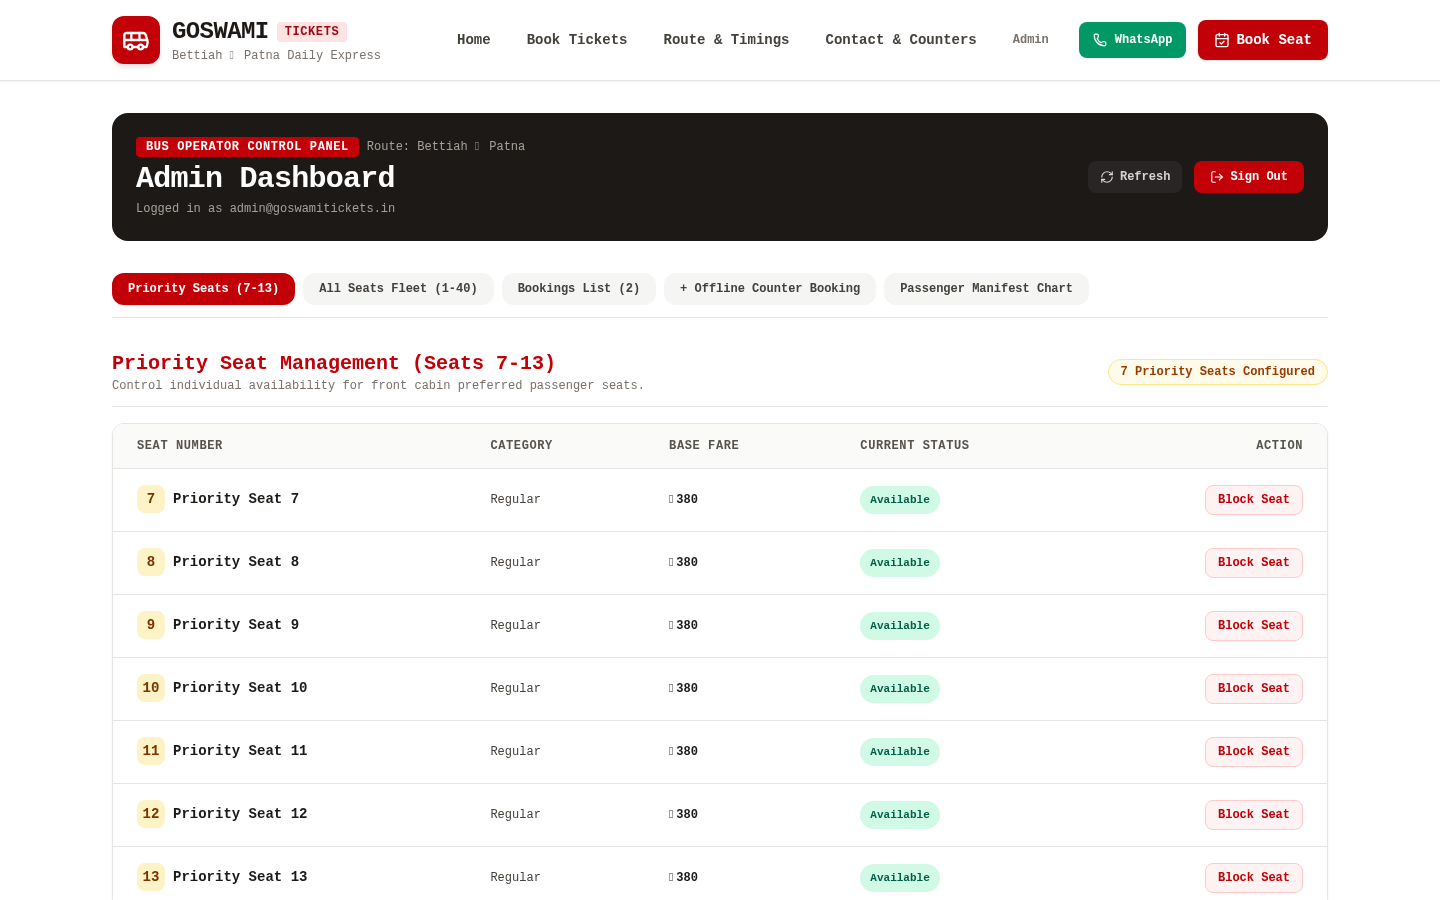 GOSWAMI TICKETS
Bettiah Patna Daily Express
Home
Book Tickets
Route & Timings
Contact & Counters
Admin
WhatsApp
Book Seat
BUS OPERATOR CONTROL PANEL Route: Bettiah Patna
Admin Dashboard
Logged in as admin@goswamitickets.in
Refresh
Sign Out
Priority Seats (7-13)
All Seats Fleet (1-40)
Bookings List (2)
+ Offline Counter Booking
Passenger Manifest Chart
Priority Seat Management (Seats 7-13)
Control individual availability for front cabin preferred passenger seats.
7 Priority Seats Configured
SEAT NUMBER CATEGORY BASE FARE CURRENT STATUS ACTION
7 Priority Seat 7 Regular 380 Available Block Seat
8 Priority Seat 8 Regular 380 Available Block Seat
9 Priority Seat 9 Regular 380 Available Block Seat
10 Priority Seat 10 Regular 380 Available Block Seat
11 Priority Seat 11 Regular 380 Available Block Seat
12 Priority Seat 12 Regular 380 Available Block Seat
13 Priority Seat 13 Regular 380 Available Block Seat